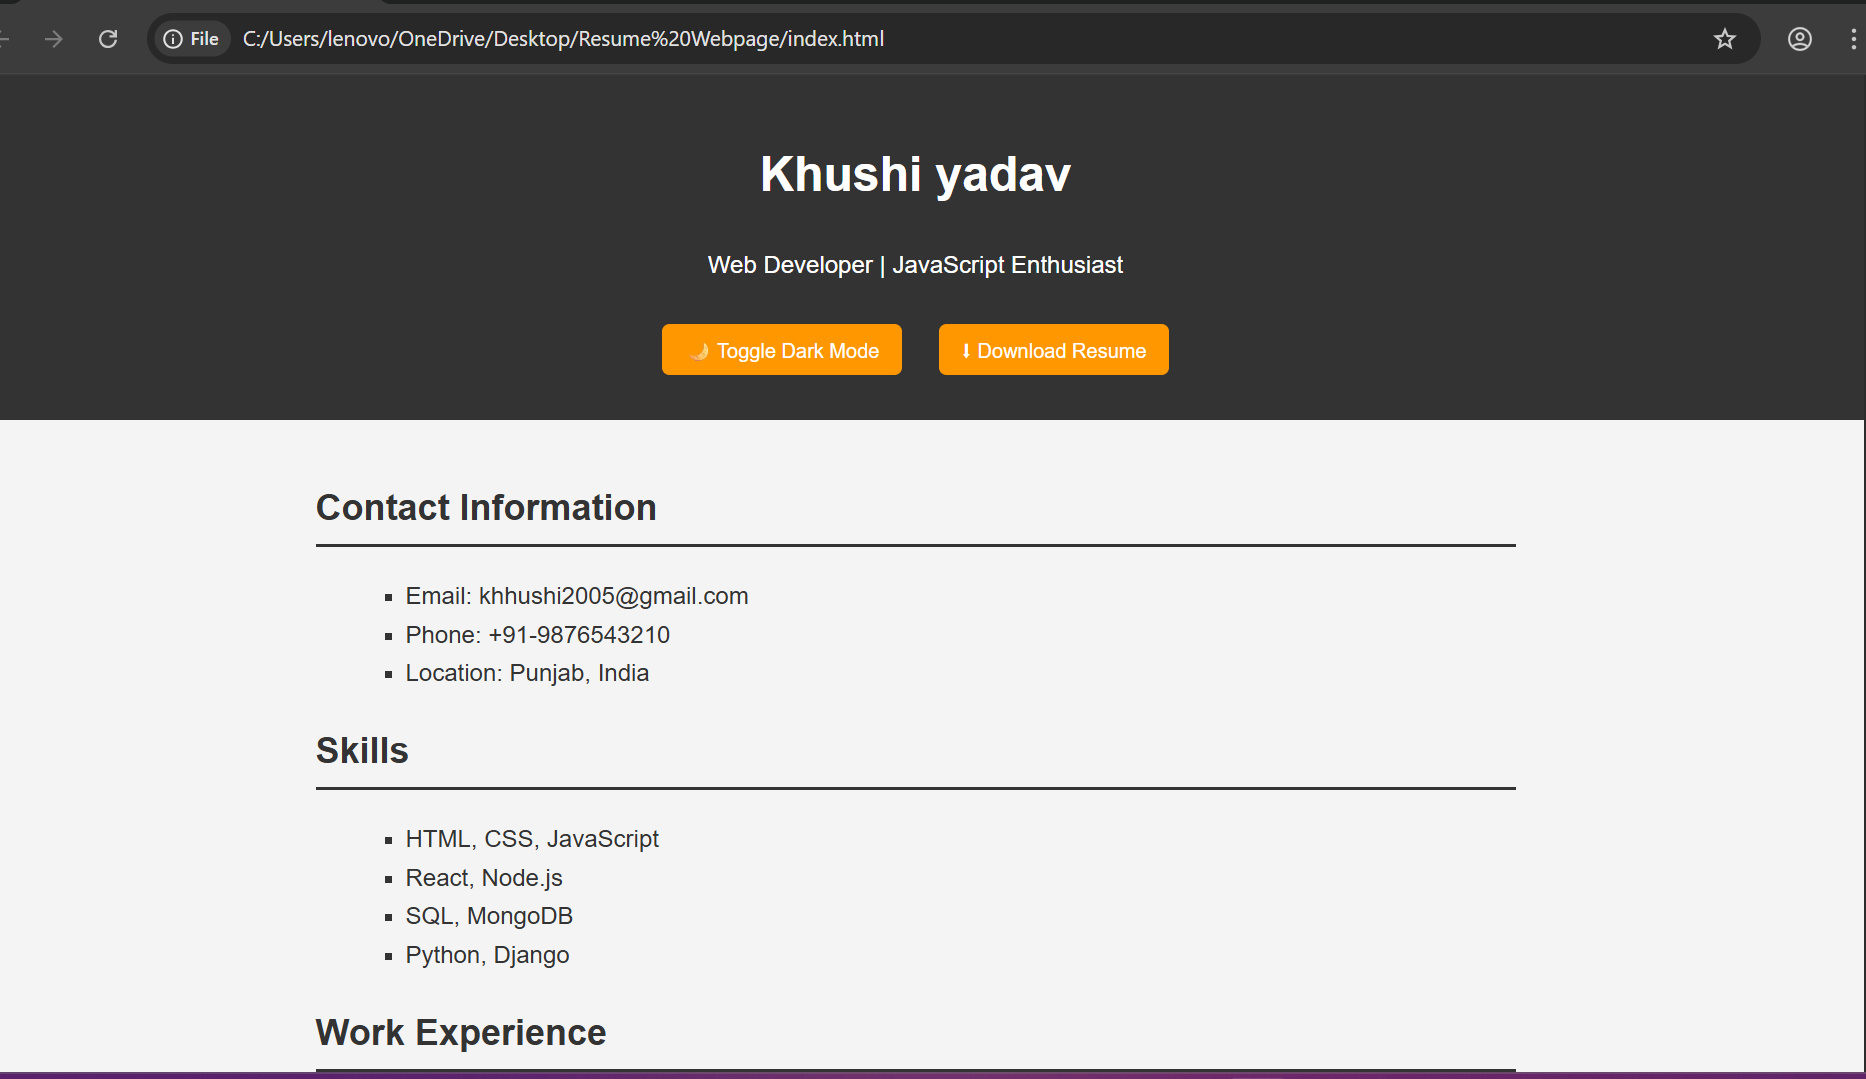 File C:/Users/lenovo/OneDrive/Desktop/Resume%20Webpage/index.html
Khushi yadav
Web Developer | JavaScript Enthusiast
🌙 Toggle Dark Mode
⬇ Download Resume
Contact Information
▪ Email: khhushi2005@gmail.com
▪ Phone: +91-9876543210
▪ Location: Punjab, India
Skills
▪ HTML, CSS, JavaScript
▪ React, Node.js
▪ SQL, MongoDB
▪ Python, Django
Work Experience